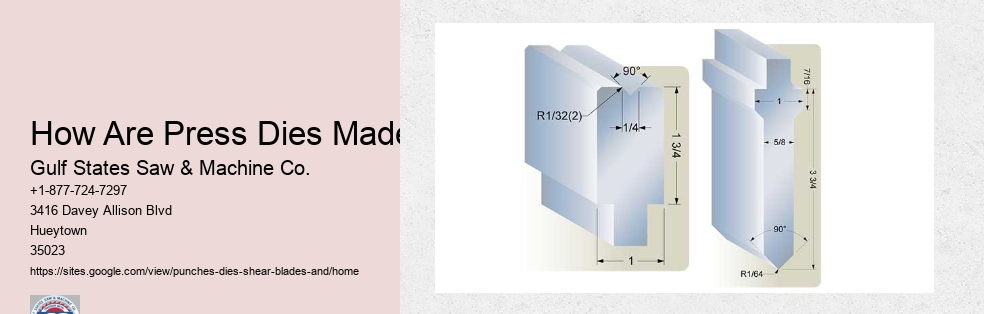 How Are Press Dies Made
Gulf States Saw & Machine Co.
+1-877-724-7297
3416 Davey Allison Blvd
Hueytown
35023
https://sites.google.com/view/punches-dies-shear-blades-and/home
90°
R1/32(2)
1/4
1 3/4
1
7/16
1
5/8
3 3/4
90°
R1/64